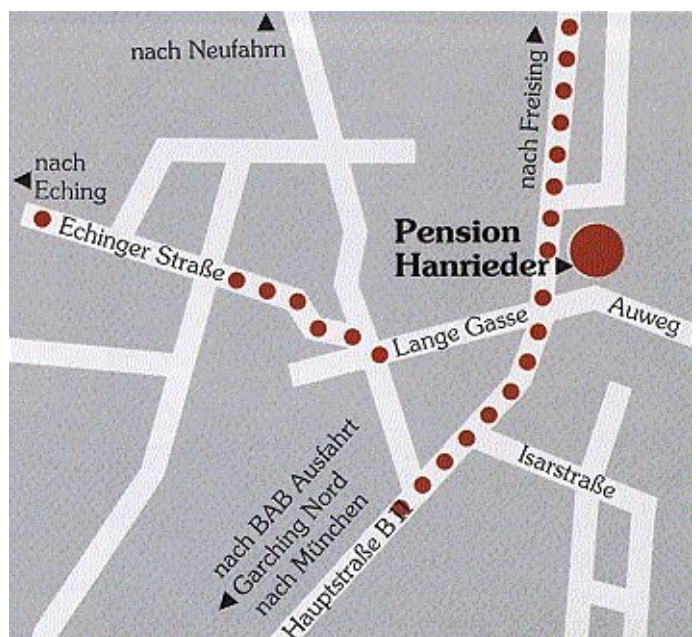 nach Neufahrn
nach Freising
nach
Eching
Echinger Straße
Pension
Hanrieder
Lange Gasse
Auweg
Isarstraße
nach BAB Ausfahrt
Garching Nord
nach München
Hauptstraße B